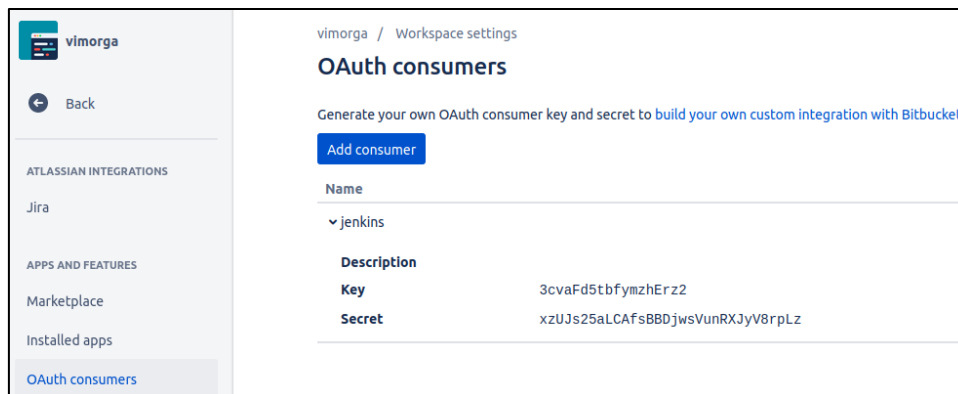 vimorga
Back
ATLASSIAN INTEGRATIONS
Jira
APPS AND FEATURES
Marketplace
Installed apps
OAuth consumers
vimorga / Workspace settings
OAuth consumers
Generate your own OAuth consumer key and secret to build your own custom integration with Bitbucket
Add consumer
Name
jenkins
Description
Key 3cvaFd5tbfymzhErz2
Secret xzUJs25aLCAfsBBDjwsVunRXJyV8rpLz